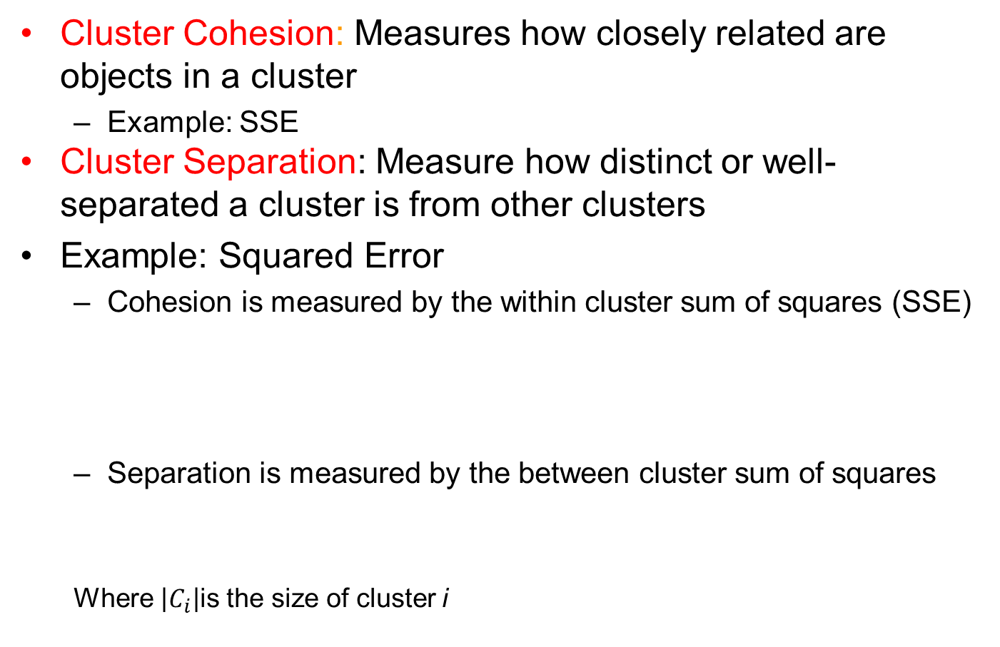 • Cluster Cohesion: Measures how closely related are
objects in a cluster
– Example: SSE
• Cluster Separation: Measure how distinct or well-
separated a cluster is from other clusters
• Example: Squared Error
– Cohesion is measured by the within cluster sum of squares (SSE)
– Separation is measured by the between cluster sum of squares
Where |𝐶ᵢ|is the size of cluster i